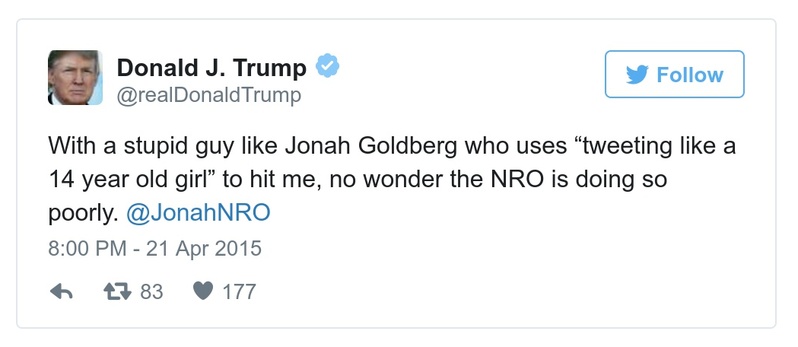 Donald J. Trump
Follow
@realDonaldTrump
With a stupid guy like Jonah Goldberg who uses “tweeting like a
14 year old girl” to hit me, no wonder the NRO is doing so
poorly. @JonahNRO
8:00 PM - 21 Apr 2015
83 177